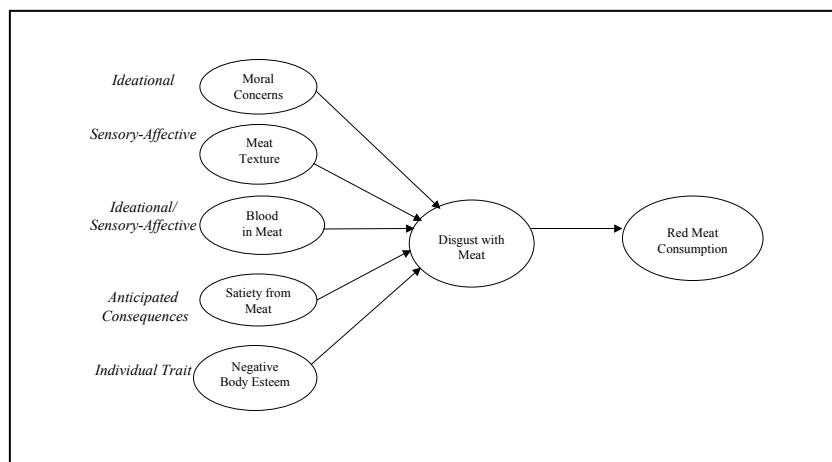 Ideational
Moral
Concerns
Sensory-Affective
Meat
Texture
Ideational/
Sensory-Affective
Blood
in Meat
Disgust with
Meat
Red Meat
Consumption
Anticipated
Consequences
Satiety from
Meat
Individual Trait
Negative
Body Esteem